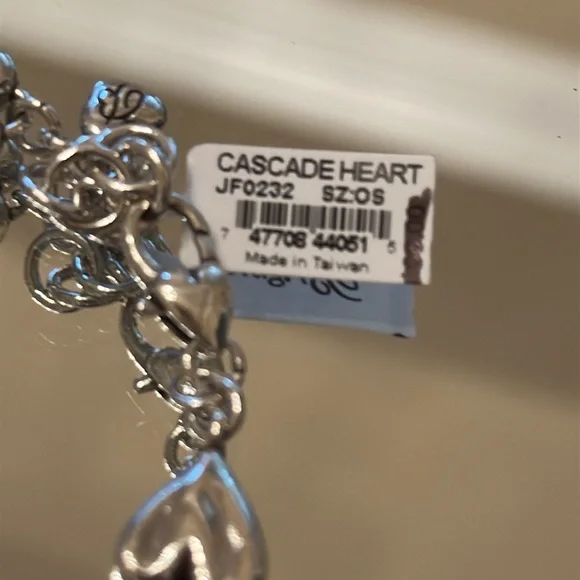 CASCADE HEART
JF0232 SZ:OS
7 47708 44051 5
Made in Taiwan